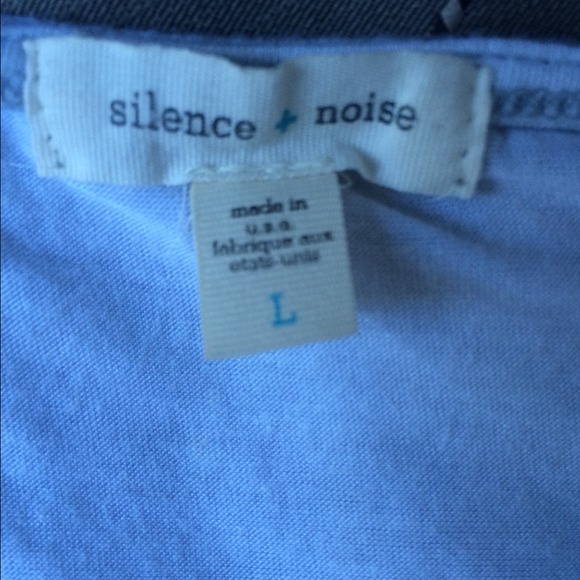 silence + noise
made in
u.s.a.
fabrique aux
etats-unis
L